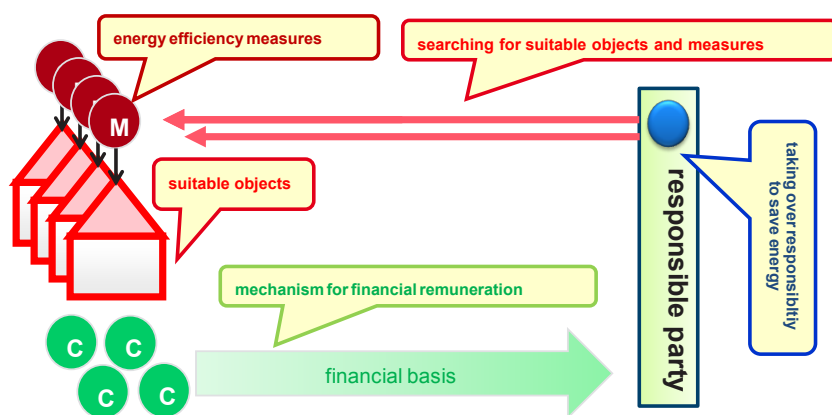 energy efficiency measures
searching for suitable objects and measures
M
suitable objects
taking over responsibltiy
to save energy
responsible party
mechanism for financial remuneration
C
C
C
C
financial basis